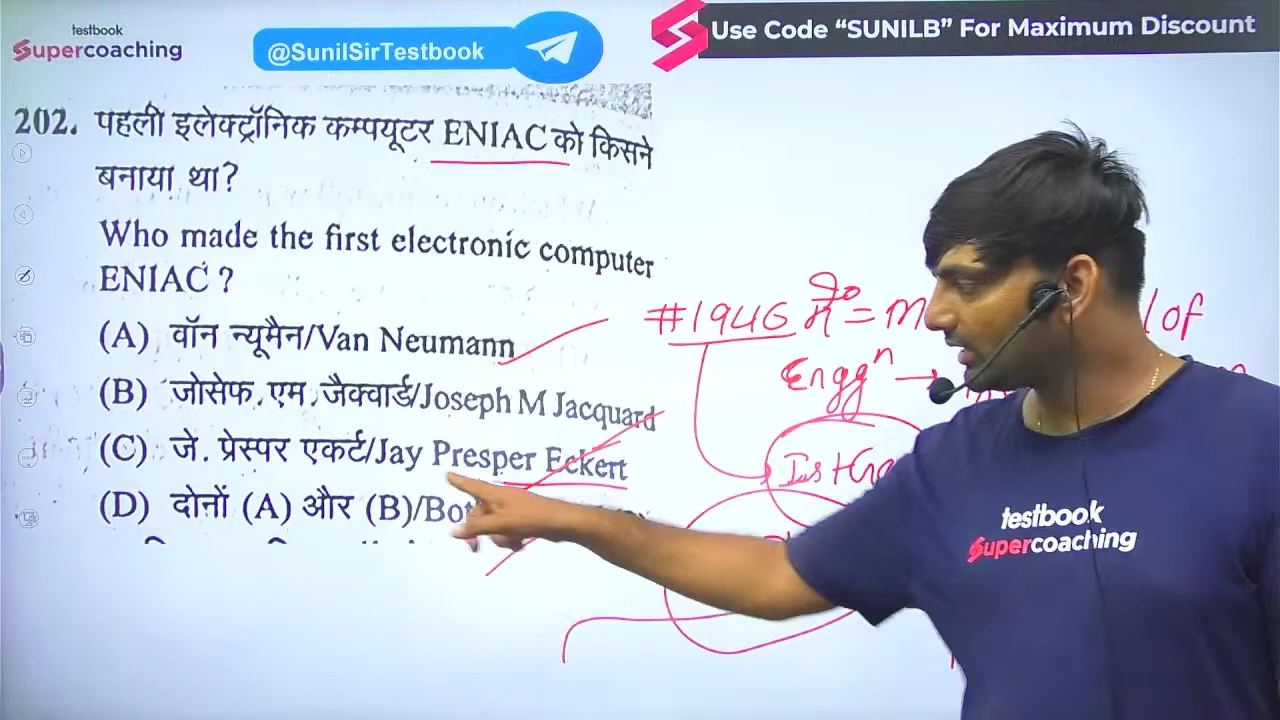 testbook
Supercoaching
@SunilSirTestbook
Use Code “SUNILB” For Maximum Discount
202. पहली इलेक्ट्रॉनिक कम्पयूटर ENIAC को किसने
बनाया था?
Who made the first electronic computer
ENIAC ?
(A) वॉन न्यूमैन/Van Neumann
(B) जोसेफ. एम. जैक्वार्ड/Joseph M Jacquard
(C) जे. प्रेस्पर एकर्ट/Jay Presper Eckert
(D) दोनों (A) और (B)/
#1946 में =
of
Enggⁿ →
testbook
Supercoaching